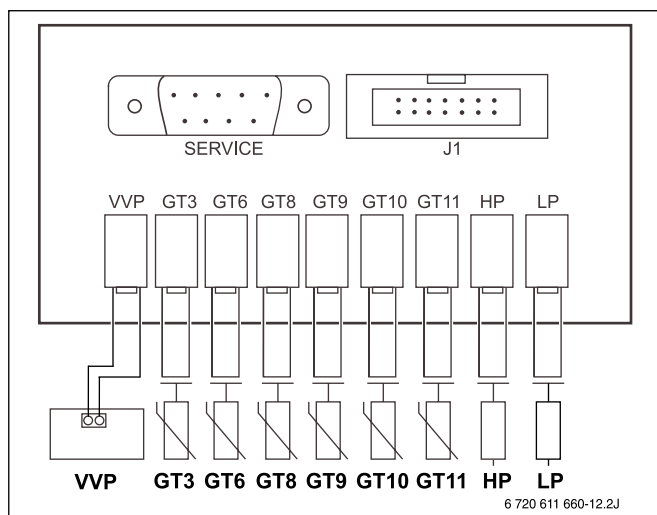 SERVICE J1
VVP GT3 GT6 GT8 GT9 GT10 GT11 HP LP
VVP GT3 GT6 GT8 GT9 GT10 GT11 HP LP
6 720 611 660-12.2J